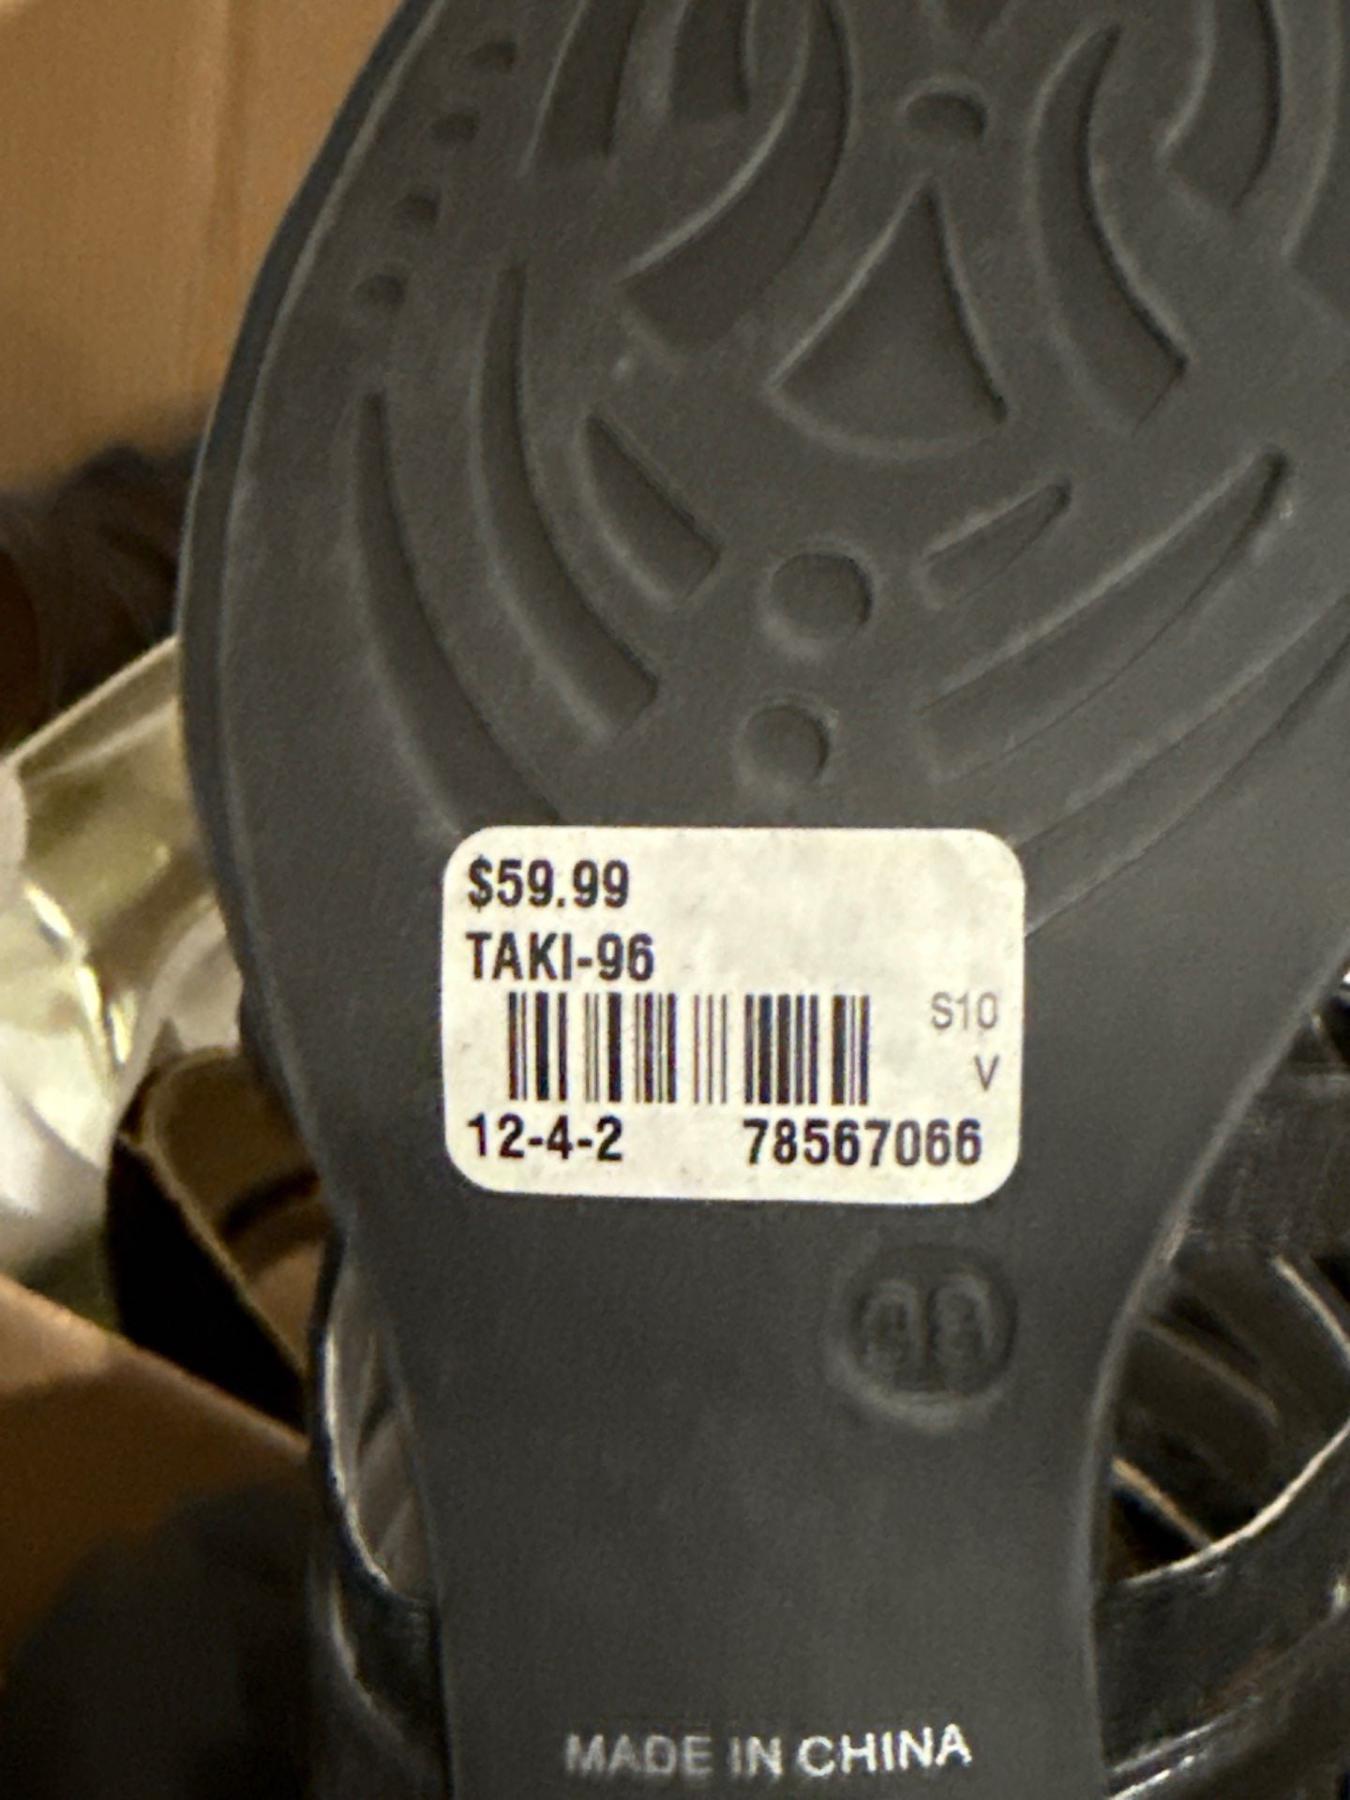 $59.99
TAKI-96
S10
V
12-4-2 78567066
MADE IN CHINA